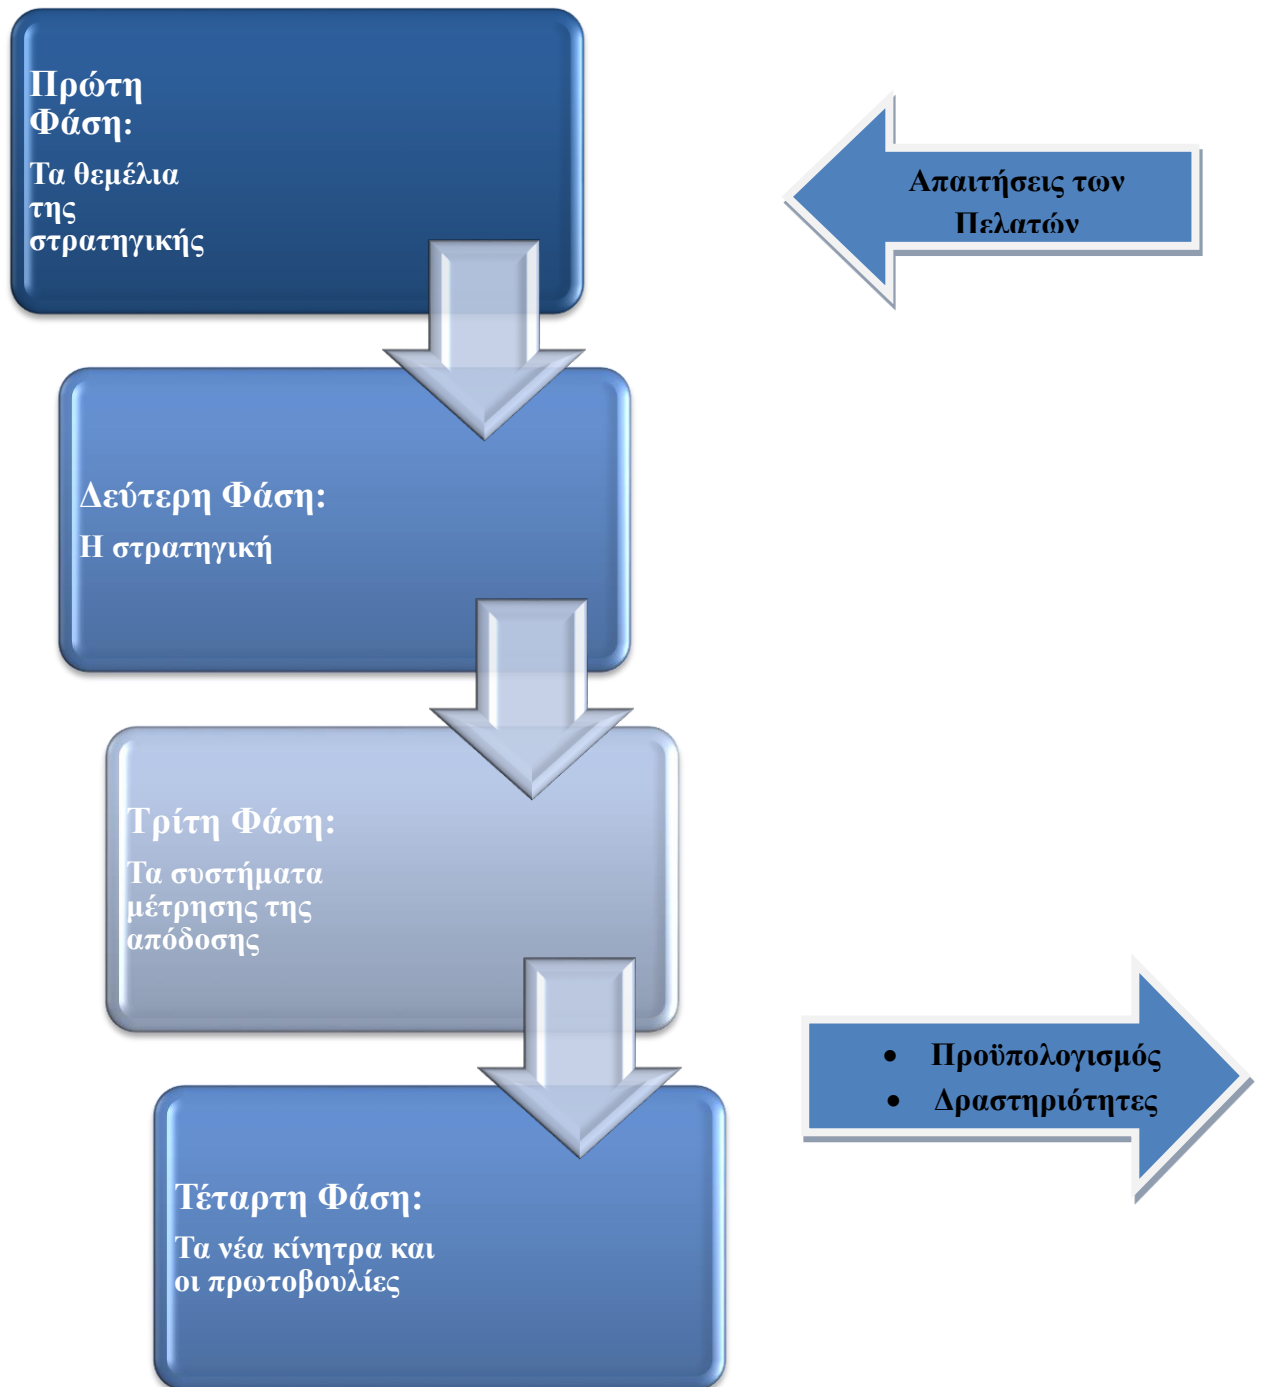 Πρώτη
Φάση:
Τα θεμέλια
της
στρατηγικής
Απαιτήσεις των
Πελατών
Δεύτερη Φάση:
Η στρατηγική
Τρίτη Φάση:
Τα συστήματα
μέτρησης της
απόδοσης
• Προϋπολογισμός
• Δραστηριότητες
Τέταρτη Φάση:
Τα νέα κίνητρα και
οι πρωτοβουλίες